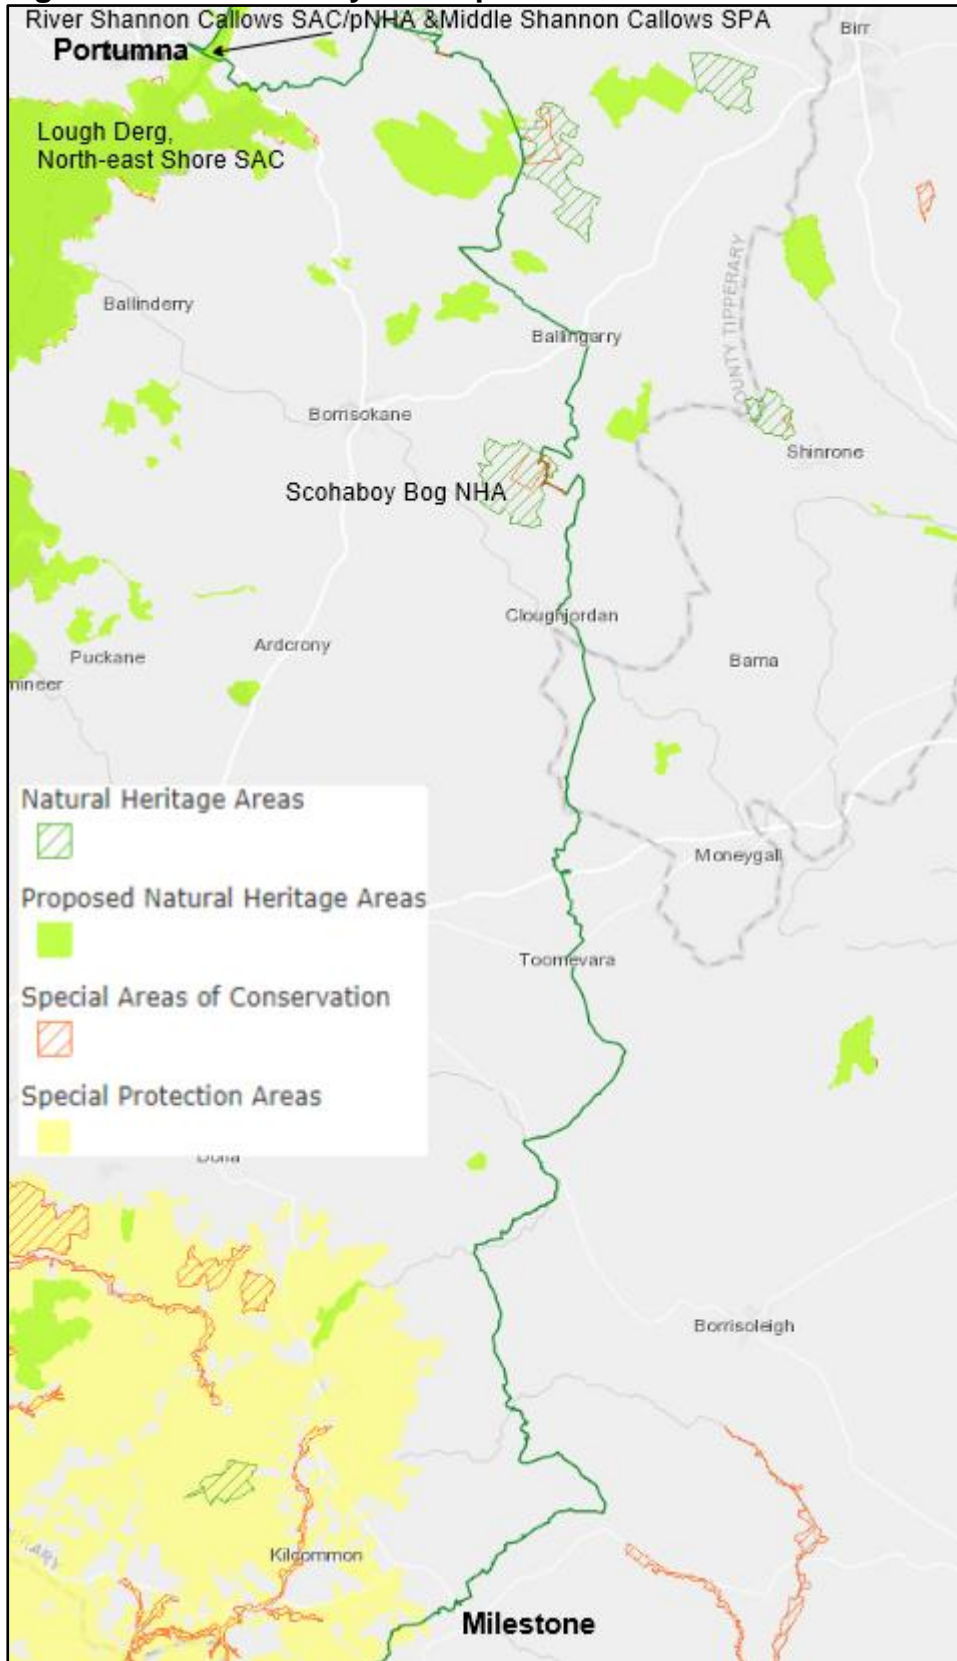 River Shannon Callows SAC/pNHA &Middle Shannon Callows SPA
Birr
Portumna
Lough Derg,
North-east Shore SAC
COUNTY TIPPERARY
Ballinderry
Ballingarry
Borrisokane
Shinrone
Scohaboy Bog NHA
Cloughjordan
Ardcrony
Puckane
Barna
mineer
Natural Heritage Areas
Moneygall
Proposed Natural Heritage Areas
Toomevara
Special Areas of Conservation
Special Protection Areas
Dolla
Borrisoleigh
Kilcommon
Milestone